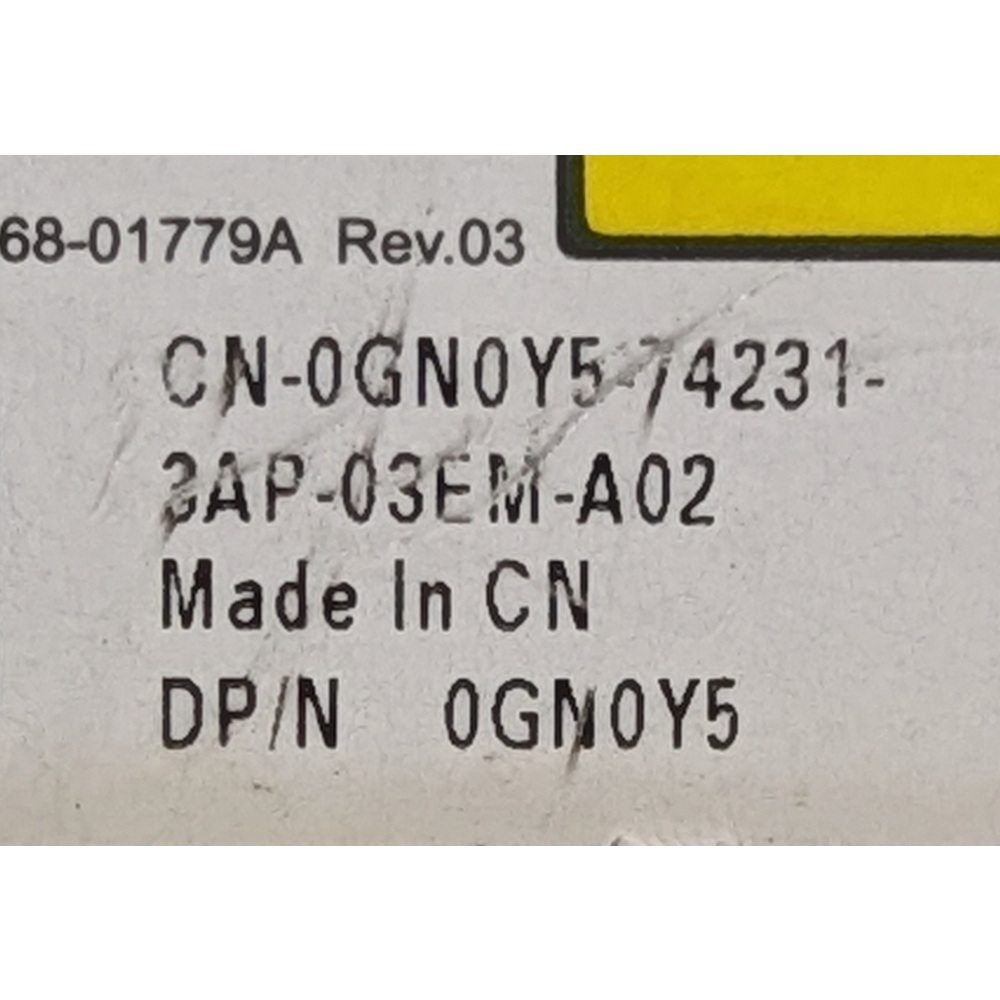 68-01779A Rev.03
CN-0GN0Y5-74231-
3AP-03EM-A02
Made In CN
DP/N 0GN0Y5